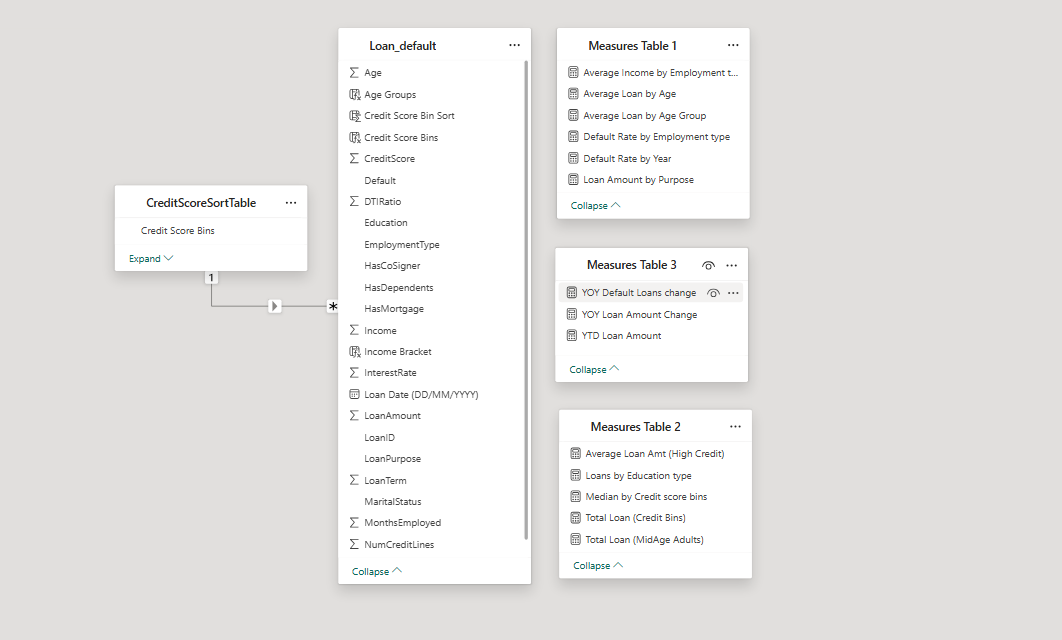 CreditScoreSortTable
Credit Score Bins
Expand
1
*
Loan_default
Age
Age Groups
Credit Score Bin Sort
Credit Score Bins
CreditScore
Default
DTIRatio
Education
EmploymentType
HasCoSigner
HasDependents
HasMortgage
Income
Income Bracket
InterestRate
Loan Date (DD/MM/YYYY)
LoanAmount
LoanID
LoanPurpose
LoanTerm
MaritalStatus
MonthsEmployed
NumCreditLines
Collapse
Measures Table 1
Average Income by Employment t...
Average Loan by Age
Average Loan by Age Group
Default Rate by Employment type
Default Rate by Year
Loan Amount by Purpose
Collapse
Measures Table 3
YOY Default Loans change
YOY Loan Amount Change
YTD Loan Amount
Collapse
Measures Table 2
Average Loan Amt (High Credit)
Loans by Education type
Median by Credit score bins
Total Loan (Credit Bins)
Total Loan (MidAge Adults)
Collapse